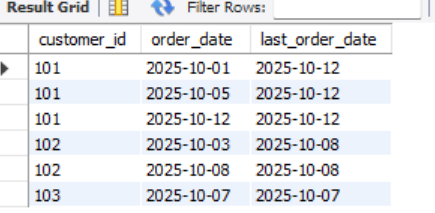 Result Grid Filter Rows:
customer_id order_date last_order_date
101 2025-10-01 2025-10-12
101 2025-10-05 2025-10-12
101 2025-10-12 2025-10-12
102 2025-10-03 2025-10-08
102 2025-10-08 2025-10-08
103 2025-10-07 2025-10-07